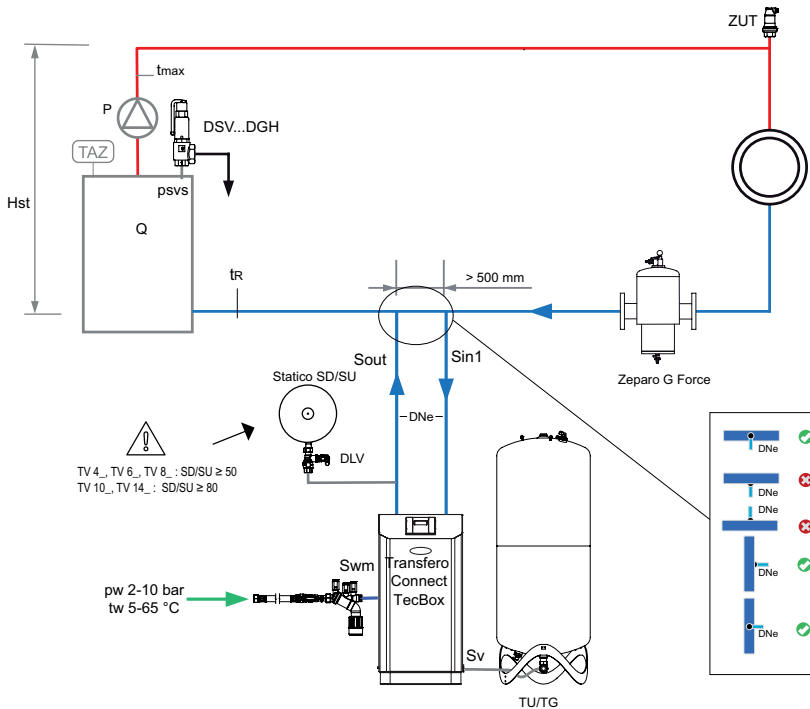 ZUT
tmax
P
DSV...DGH
TAZ
psvs
Hst
Q
> 500 mm
tR
Sout
Sin1
Zeparo G Force
Statico SD/SU
DNe
DLV
TV 4_, TV 6_, TV 8_ : SD/SU ≥ 50
TV 10_, TV 14_ : SD/SU ≥ 80
DNe
DNe
DNe
DNe
DNe
Swm
Transfero
Connect
TecBox
pw 2-10 bar
tw 5-65 °C
Sv
TU/TG